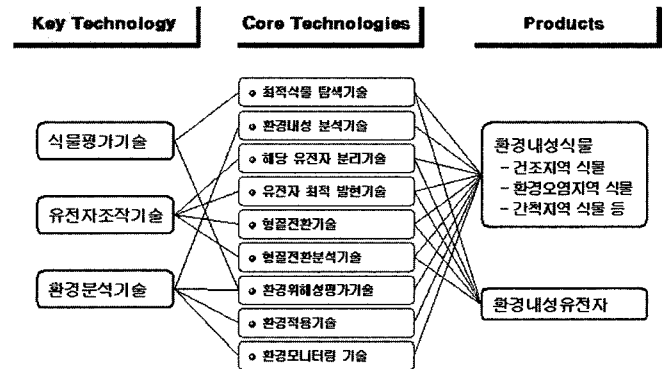 Key Technology
Core Technologies
Products
식물평가기술
유전자조작기술
환경분석기술
최적식물 탐색기술
환경내성 분석기술
해당 유전자 분리기술
유전자 최적 발현기술
형질전환기술
형질전환분석기술
환경위해성평가기술
환경적용기술
환경모니터링 기술
환경내성식물
- 건조지역 식물
- 환경오염지역 식물
- 간척지역 식물 등
환경내성유전자